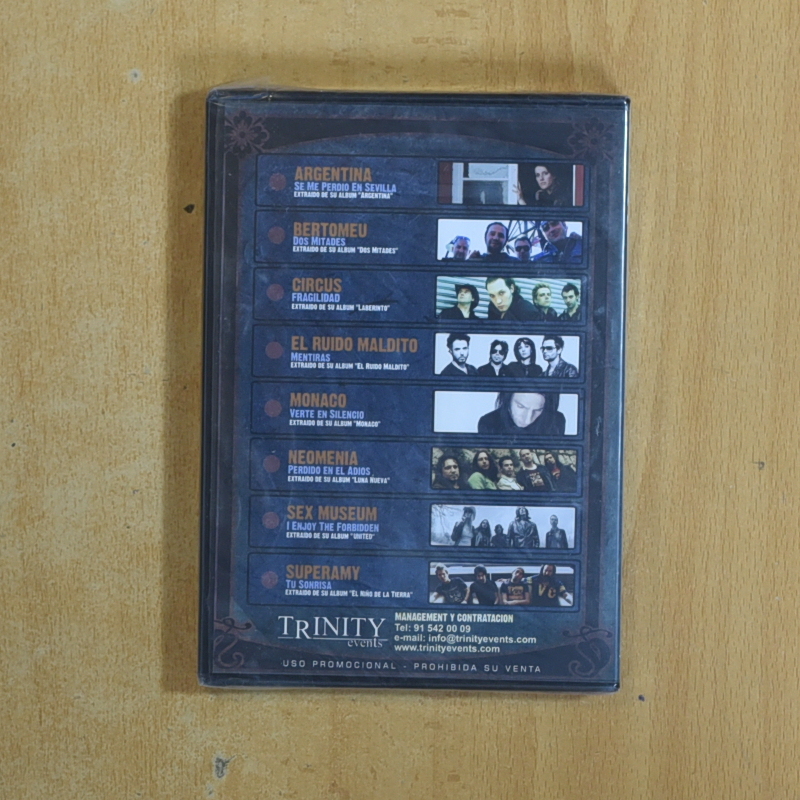 ARGENTINA
SE ME PERDIO EN SEVILLA
EXTRAIDO DE SU ALBUM "ARGENTINA"
BERTOMEU
DOS MITADES
EXTRAIDO DE SU ALBUM "DOS MITADES"
CIRCUS
FRAGILIDAD
EXTRAIDO DE SU ALBUM "LABERINTO"
EL RUIDO MALDITO
MENTIRAS
EXTRAIDO DE SU ALBUM "EL RUIDO MALDITO"
MONACO
VERTE EN SILENCIO
EXTRAIDO DE SU ALBUM "MONACO"
NEOMENIA
PERDIDO EN EL ADIOS
EXTRAIDO DE SU ALBUM "LUNA NUEVA"
SEX MUSEUM
I ENJOY THE FORBIDDEN
EXTRAIDO DE SU ALBUM "UNITED"
SUPERAMY
TU SONRISA
EXTRAIDO DE SU ALBUM "EL NIÑO DE LA TIERRA"
TRINITY
events
MANAGEMENT Y CONTRATACION
Tel: 91 542 00 09
e-mail: info@trinityevents.com
www.trinityevents.com
USO PROMOCIONAL - PROHIBIDA SU VENTA